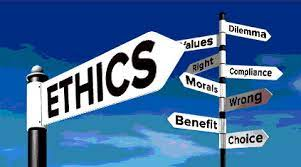 ETHICS
Dilemma
Values
Right
Compliance
Morals
Wrong
Benefit
Choice